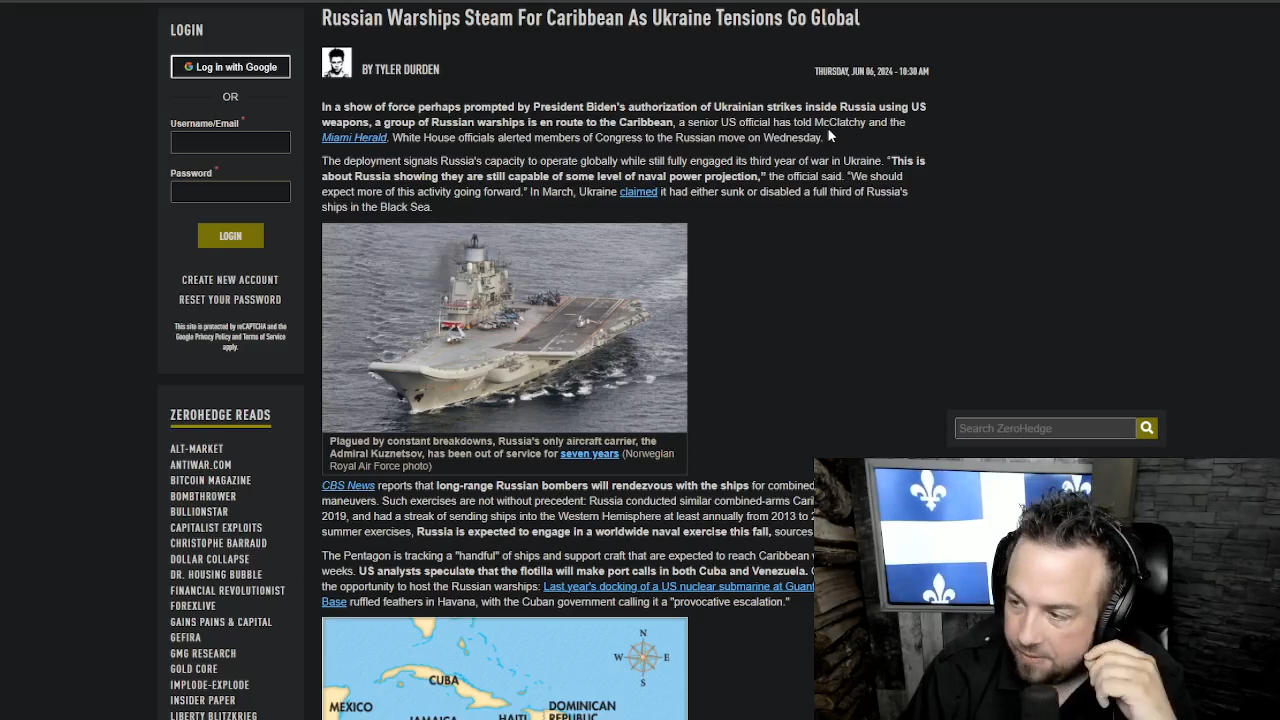 LOGIN
Log in with Google
OR
Username/Email *
Password *
LOGIN
CREATE NEW ACCOUNT
RESET YOUR PASSWORD
This site is protected by reCAPTCHA and the
Google Privacy Policy and Terms of Service
apply.
ZEROHEDGE READS
ALT-MARKET
ANTIWAR.COM
BITCOIN MAGAZINE
BOMBTHROWER
BULLIONSTAR
CAPITALIST EXPLOITS
CHRISTOPHE BARRAUD
DOLLAR COLLAPSE
DR. HOUSING BUBBLE
FINANCIAL REVOLUTIONIST
FOREXLIVE
GAINS PAINS & CAPITAL
GEFIRA
GMG RESEARCH
GOLD CORE
IMPLODE-EXPLODE
INSIDER PAPER
LIBERTY BLITZKRIEG
Russian Warships Steam For Caribbean As Ukraine Tensions Go Global
BY TYLER DURDEN
THURSDAY, JUN 06, 2024 - 10:30 AM
In a show of force perhaps prompted by President Biden's authorization of Ukrainian strikes inside Russia using US
weapons, a group of Russian warships is en route to the Caribbean, a senior US official has told McClatchy and the
Miami Herald. White House officials alerted members of Congress to the Russian move on Wednesday.
The deployment signals Russia's capacity to operate globally while still fully engaged its third year of war in Ukraine. “This is
about Russia showing they are still capable of some level of naval power projection,” the official said. “We should
expect more of this activity going forward.” In March, Ukraine claimed it had either sunk or disabled a full third of Russia's
ships in the Black Sea.
Plagued by constant breakdowns, Russia's only aircraft carrier, the
Admiral Kuznetsov, has been out of service for seven years (Norwegian
Royal Air Force photo)
CBS News reports that long-range Russian bombers will rendezvous with the ships for combined
maneuvers. Such exercises are not without precedent: Russia conducted similar combined-arms Cari
2019, and had a streak of sending ships into the Western Hemisphere at least annually from 2013 to 2
summer exercises, Russia is expected to engage in a worldwide naval exercise this fall, sources
The Pentagon is tracking a "handful" of ships and support craft that are expected to reach Caribbean
weeks. US analysts speculate that the flotilla will make port calls in both Cuba and Venezuela.
the opportunity to host the Russian warships: Last year's docking of a US nuclear submarine at Guant
Base ruffled feathers in Havana, with the Cuban government calling it a "provocative escalation."
N
W E
S
CUBA
MEXICO
JAMAICA
HAITI
DOMINICAN
REPUBLIC
Search ZeroHedge